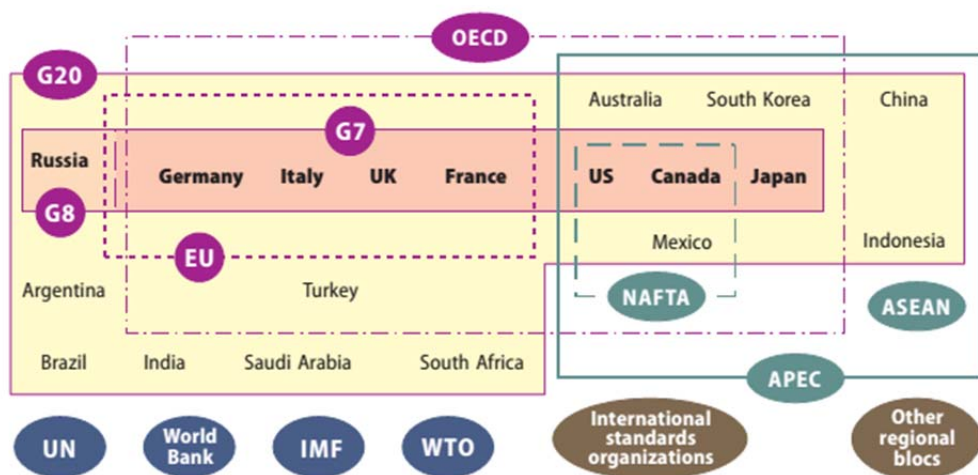 OECD
G20
Australia South Korea China
G7
Russia
Germany Italy UK France US Canada Japan
G8
Mexico Indonesia
EU
Argentina Turkey NAFTA ASEAN
Brazil India Saudi Arabia South Africa
APEC
UN World Bank IMF WTO International standards organizations Other regional blocs